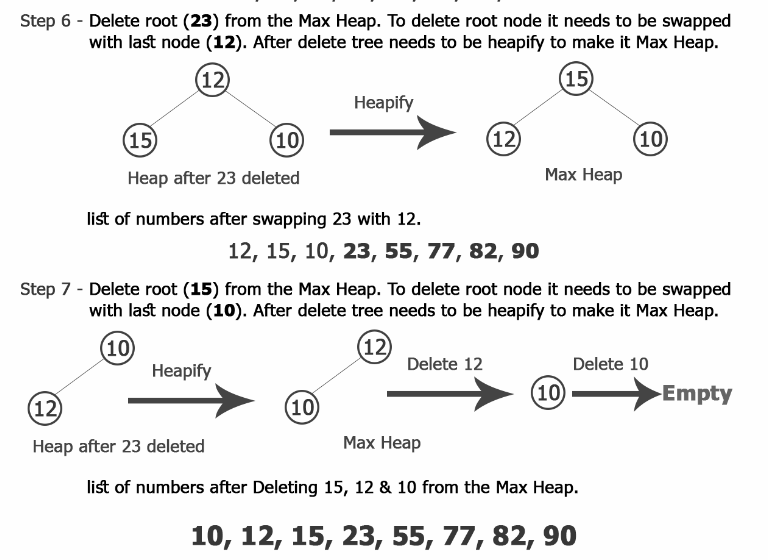 Step 6 - Delete root (23) from the Max Heap. To delete root node it needs to be swapped
with last node (12). After delete tree needs to be heapify to make it Max Heap.
12
15
Heapify
15
10
12
10
Heap after 23 deleted
Max Heap
list of numbers after swapping 23 with 12.
12, 15, 10, 23, 55, 77, 82, 90
Step 7 - Delete root (15) from the Max Heap. To delete root node it needs to be swapped
with last node (10). After delete tree needs to be heapify to make it Max Heap.
10
12
Heapify
Delete 12
Delete 10
12
10
10
Empty
Heap after 23 deleted
Max Heap
list of numbers after Deleting 15, 12 & 10 from the Max Heap.
10, 12, 15, 23, 55, 77, 82, 90